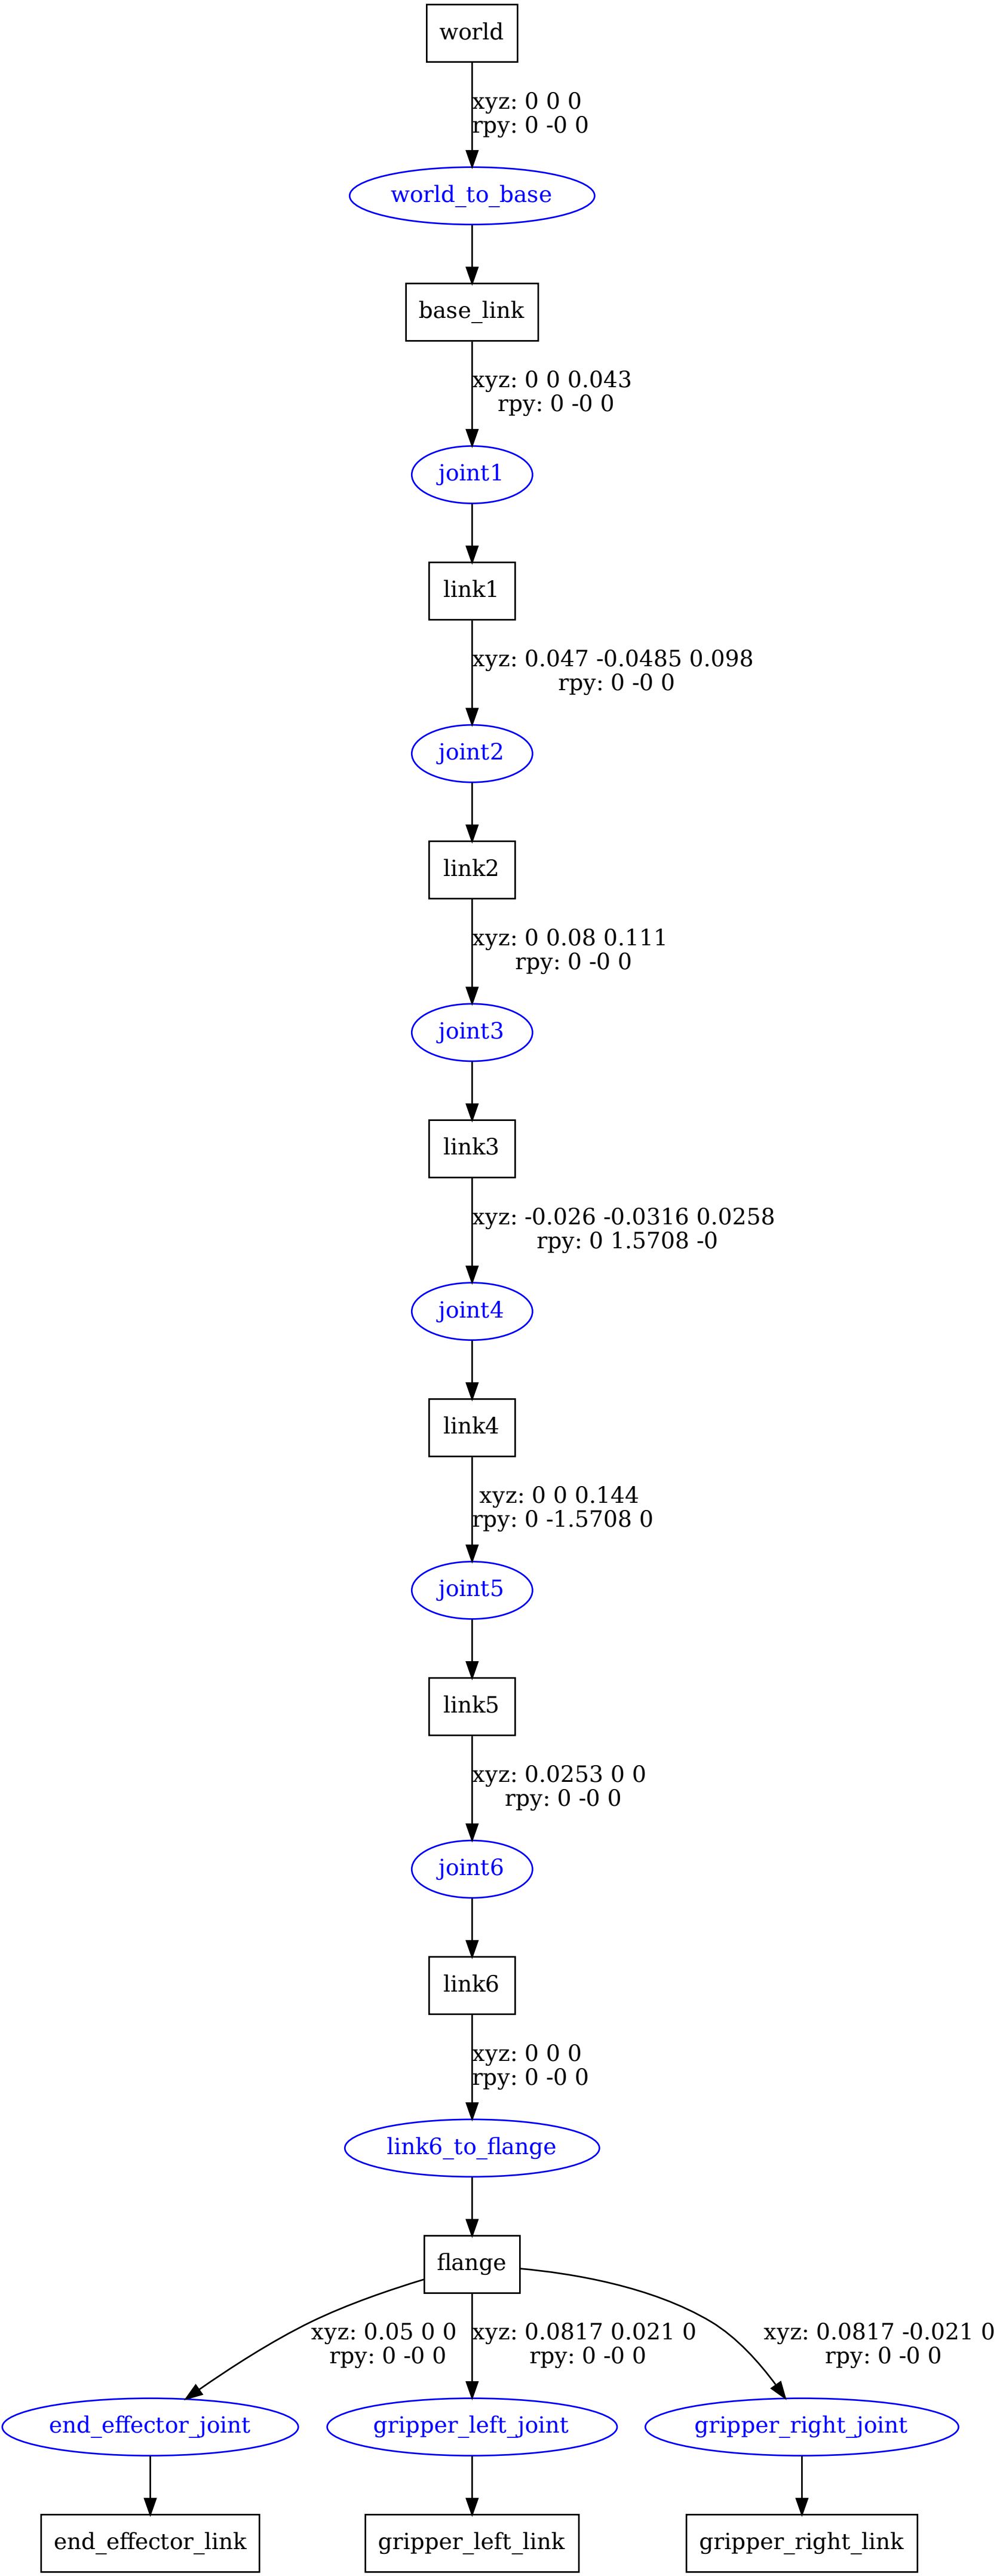 world
xyz: 0 0 0
rpy: 0 -0 0
world_to_base
base_link
xyz: 0 0 0.043
rpy: 0 -0 0
joint1
link1
xyz: 0.047 -0.0485 0.098
rpy: 0 -0 0
joint2
link2
xyz: 0 0.08 0.111
rpy: 0 -0 0
joint3
link3
xyz: -0.026 -0.0316 0.0258
rpy: 0 1.5708 -0
joint4
link4
xyz: 0 0 0.144
rpy: 0 -1.5708 0
joint5
link5
xyz: 0.0253 0 0
rpy: 0 -0 0
joint6
link6
xyz: 0 0 0
rpy: 0 -0 0
link6_to_flange
flange
xyz: 0.05 0 0
rpy: 0 -0 0
xyz: 0.0817 0.021 0
rpy: 0 -0 0
xyz: 0.0817 -0.021 0
rpy: 0 -0 0
end_effector_joint
gripper_left_joint
gripper_right_joint
end_effector_link
gripper_left_link
gripper_right_link